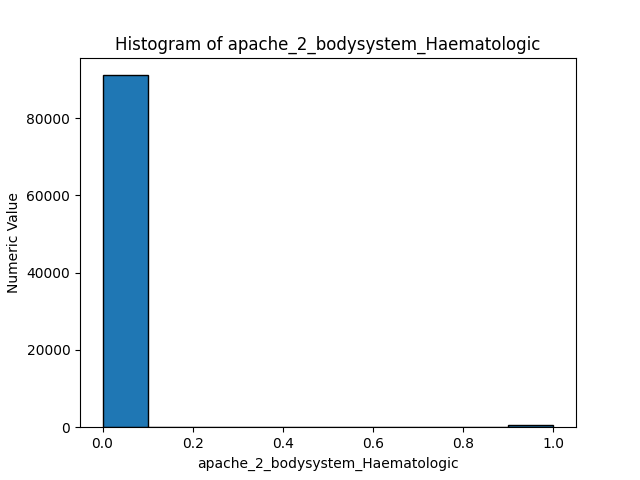 Histogram of apache_2_bodysystem_Haematologic
Numeric Value
80000
60000
40000
20000
0
0.0 0.2 0.4 0.6 0.8 1.0
apache_2_bodysystem_Haematologic